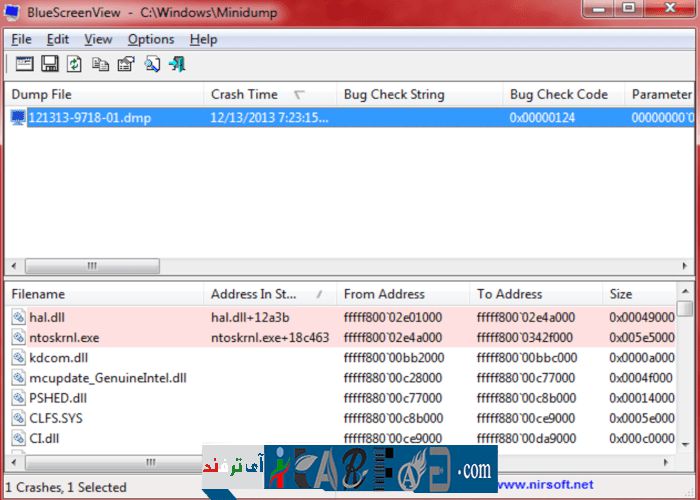 BlueScreenView - C:\Windows\Minidump
File Edit View Options Help
Dump File Crash Time Bug Check String Bug Check Code Parameter
121313-9718-01.dmp 12/13/2013 7:23:15... 0x00000124 00000000`0
Filename Address In St... From Address To Address Size
hal.dll hal.dll+12a3b fffff800`02e01000 fffff800`02e4a000 0x00049000
ntoskrnl.exe ntoskrnl.exe+18c463 fffff800`02e4a000 fffff800`0342f000 0x005e5000
kdcom.dll fffff800`00bb2000 fffff800`00bbc000 0x0000a000
mcupdate_GenuineIntel.dll fffff880`00c28000 fffff880`00c77000 0x0004f000
PSHED.dll fffff880`00c77000 fffff880`00c8b000 0x00014000
CLFS.SYS fffff880`00c8b000 fffff880`00ce9000 0x0005e000
CI.dll fffff880`00ce9000 fffff880`00da9000 0x000c0000
آی ترفند .com
1 Crashes, 1 Selected www.nirsoft.net